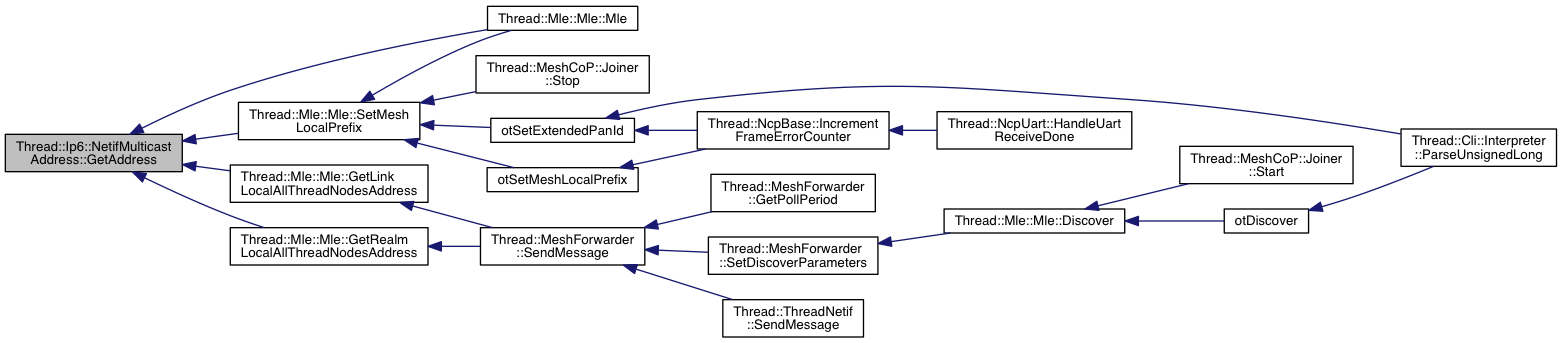 Thread::Ip6::NetifMulticast
Address::GetAddress
Thread::Mle::Mle::Mle
Thread::Mle::Mle::SetMesh
LocalPrefix
Thread::Mle::Mle::GetLink
LocalAllThreadNodesAddress
Thread::Mle::Mle::GetRealm
LocalAllThreadNodesAddress
Thread::MeshCoP::Joiner
::Stop
otSetExtendedPanId
otSetMeshLocalPrefix
Thread::MeshForwarder
::SendMessage
Thread::NcpBase::Increment
FrameErrorCounter
Thread::MeshForwarder
::GetPollPeriod
Thread::MeshForwarder
::SetDiscoverParameters
Thread::ThreadNetif
::SendMessage
Thread::NcpUart::HandleUart
ReceiveDone
Thread::Mle::Mle::Discover
Thread::MeshCoP::Joiner
::Start
otDiscover
Thread::Cli::Interpreter
::ParseUnsignedLong